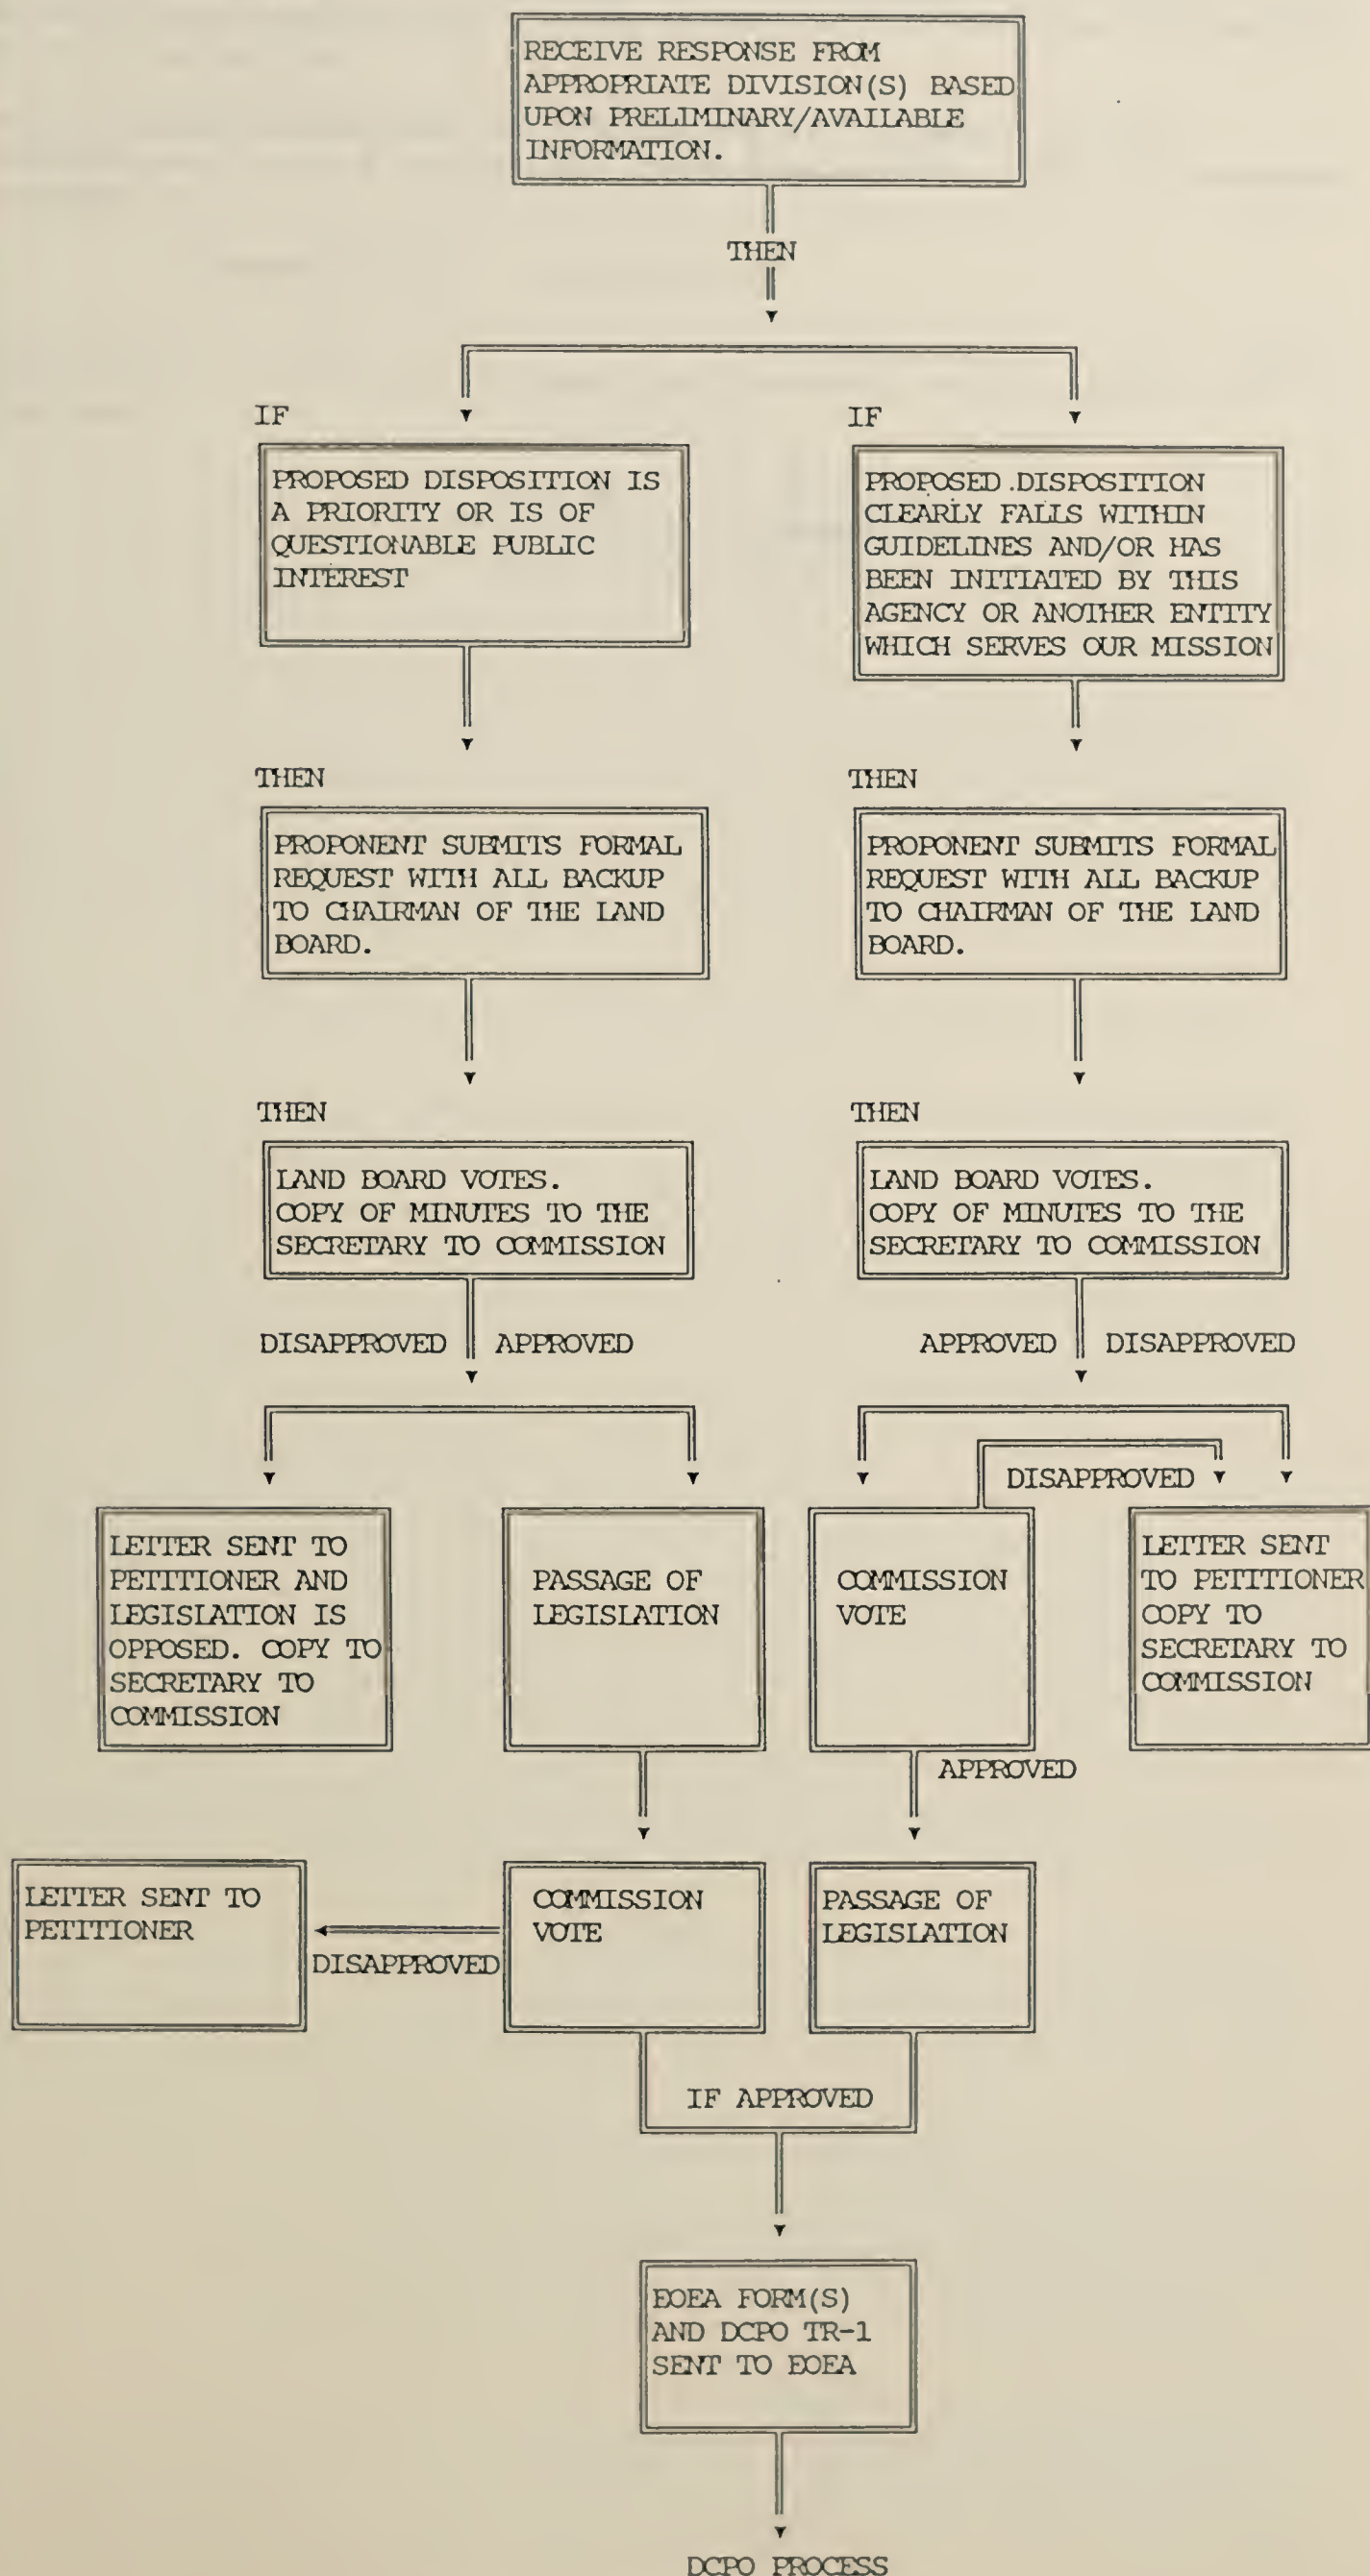 RECEIVE RESPONSE FROM
APPROPRIATE DIVISION(S) BASED
UPON PRELIMINARY/AVAILABLE
INFORMATION.
THEN
IF
PROPOSED DISPOSITION IS
A PRIORITY OR IS OF
QUESTIONABLE PUBLIC
INTEREST
IF
PROPOSED DISPOSITION
CLEARLY FALLS WITHIN
GUIDELINES AND/OR HAS
BEEN INITIATED BY THIS
AGENCY OR ANOTHER ENTITY
WHICH SERVES OUR MISSION
THEN
PROPONENT SUBMITS FORMAL
REQUEST WITH ALL BACKUP
TO CHAIRMAN OF THE LAND
BOARD.
THEN
PROPONENT SUBMITS FORMAL
REQUEST WITH ALL BACKUP
TO CHAIRMAN OF THE LAND
BOARD.
THEN
LAND BOARD VOTES.
COPY OF MINUTES TO THE
SECRETARY TO COMMISSION
THEN
LAND BOARD VOTES.
COPY OF MINUTES TO THE
SECRETARY TO COMMISSION
DISAPPROVED APPROVED
APPROVED DISAPPROVED
DISAPPROVED
LETTER SENT TO
PETITIONER AND
LEGISLATION IS
OPPOSED. COPY TO
SECRETARY TO
COMMISSION
PASSAGE OF
LEGISLATION
COMMISSION
VOTE
LETTER SENT
TO PETITIONER
COPY TO
SECRETARY TO
COMMISSION
APPROVED
LETTER SENT TO
PETITIONER
DISAPPROVED
COMMISSION
VOTE
PASSAGE OF
LEGISLATION
IF APPROVED
EOEA FORM(S)
AND DCPO TR-1
SENT TO EOEA
DCPO PROCESS